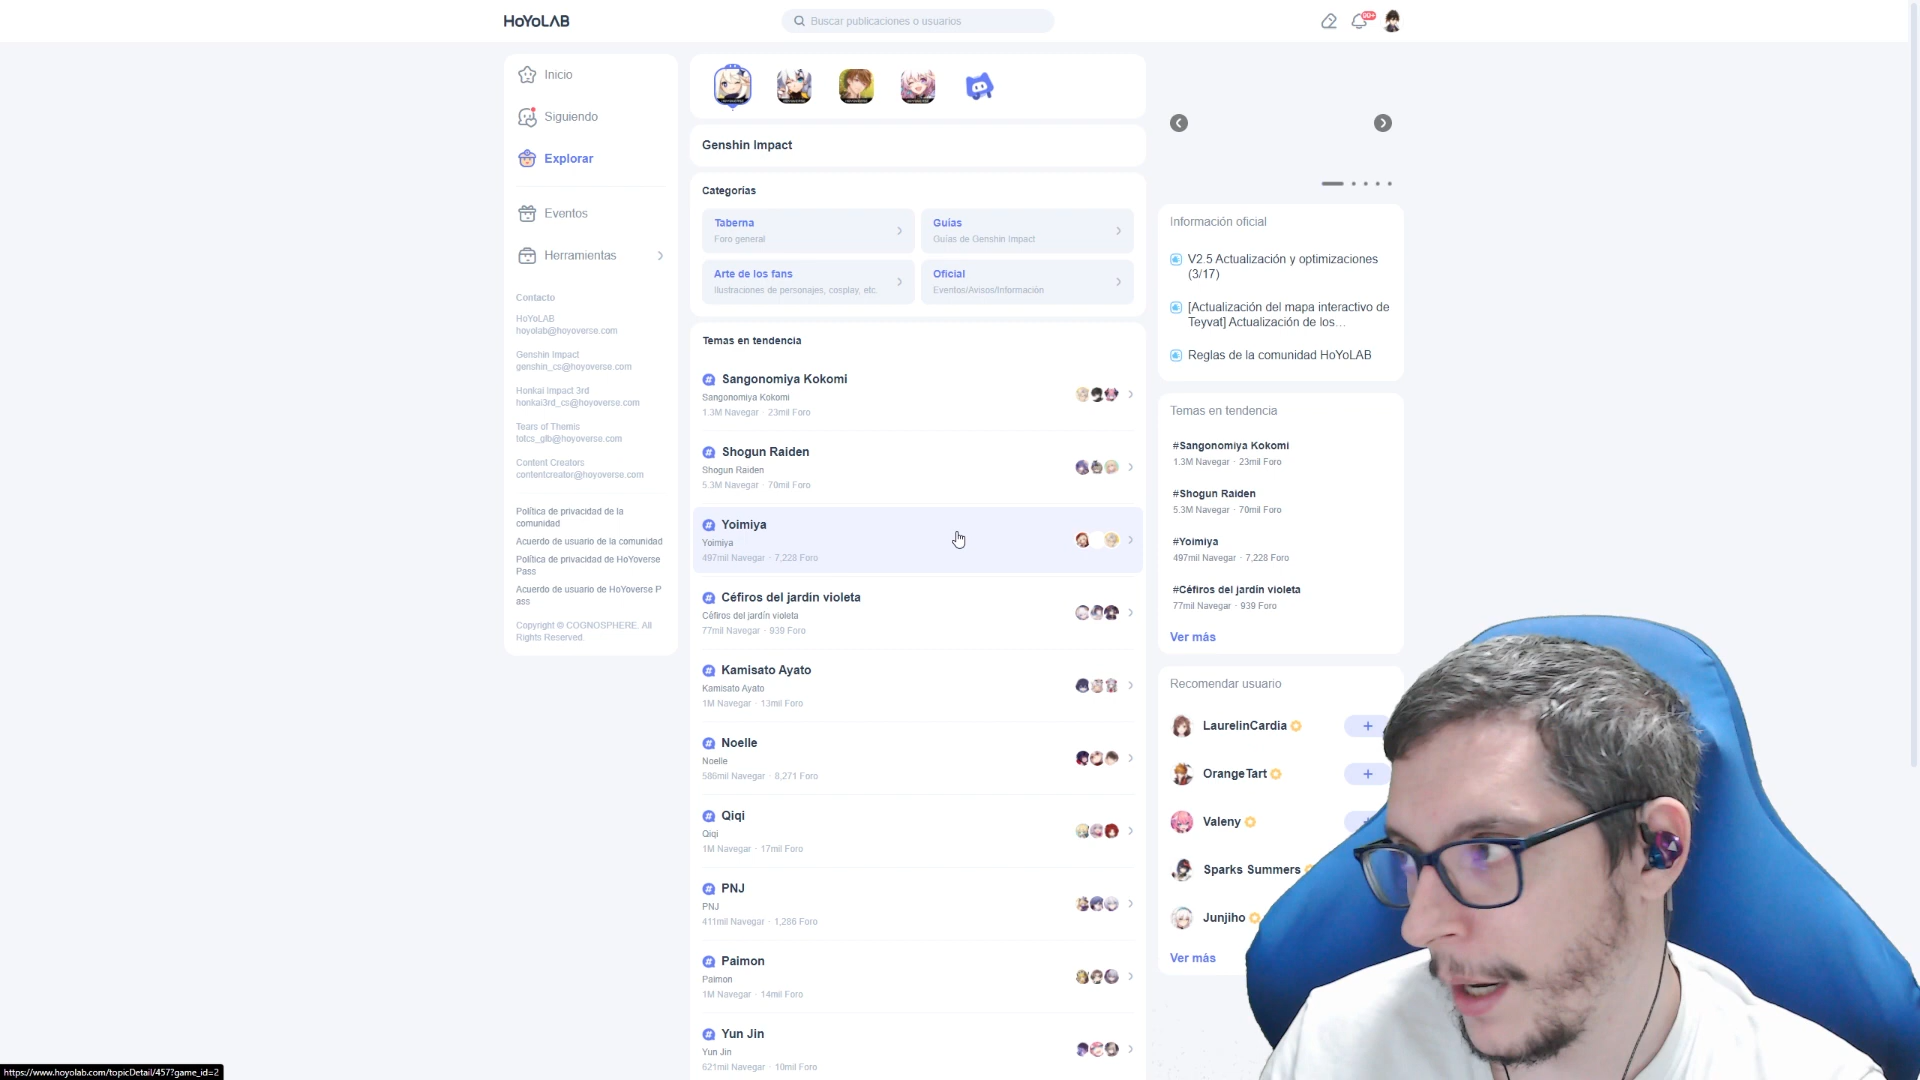 HoYoLAB
Buscar publicaciones o usuarios
99+
Inicio
Siguiendo
Explorar
Eventos
Herramientas
Contacto
HoYoLAB
hoyolab@hoyoverse.com
Genshin Impact
genshin_cs@hoyoverse.com
Honkai Impact 3rd
honkai3rd_cs@hoyoverse.com
Tears of Themis
totcs_glb@hoyoverse.com
Content Creators
contentcreator@hoyoverse.com
Política de privacidad de la
comunidad
Acuerdo de usuario de la comunidad
Política de privacidad de HoYoverse
Pass
Acuerdo de usuario de HoYoverse P
ass
Copyright © COGNOSPHERE. All
Rights Reserved.
Genshin Impact
Categorías
Taberna
Foro general
Guías
Guías de Genshin Impact
Arte de los fans
Ilustraciones de personajes, cosplay, etc.
Oficial
Eventos/Avisos/Información
Temas en tendencia
Sangonomiya Kokomi
Sangonomiya Kokomi
1.3M Navegar · 23mil Foro
Shogun Raiden
Shogun Raiden
5.3M Navegar · 70mil Foro
Yoimiya
Yoimiya
497mil Navegar · 7,228 Foro
Céfiros del jardín violeta
Céfiros del jardín violeta
77mil Navegar · 939 Foro
Kamisato Ayato
Kamisato Ayato
1M Navegar · 13mil Foro
Noelle
Noelle
586mil Navegar · 8,271 Foro
Qiqi
Qiqi
1M Navegar · 17mil Foro
PNJ
PNJ
411mil Navegar · 1,286 Foro
Paimon
Paimon
1M Navegar · 14mil Foro
Yun Jin
Yun Jin
621mil Navegar · 10mil Foro
Información oficial
V2.5 Actualización y optimizaciones
(3/17)
[Actualización del mapa interactivo de
Teyvat] Actualización de los…
Reglas de la comunidad HoYoLAB
Temas en tendencia
#Sangonomiya Kokomi
1.3M Navegar · 23mil Foro
#Shogun Raiden
5.3M Navegar · 70mil Foro
#Yoimiya
497mil Navegar · 7,228 Foro
#Céfiros del jardín violeta
77mil Navegar · 939 Foro
Ver más
Recomendar usuario
LaurelinCardia
OrangeTart
Valeny
Sparks Summers
Junjiho
Ver más
https://www.hoyolab.com/topicDetail/457?game_id=2